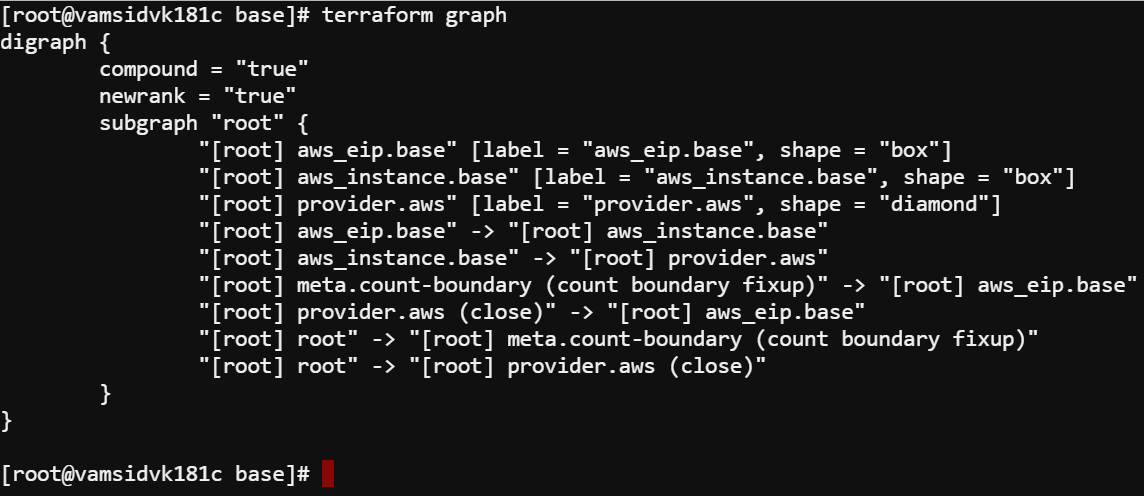 [root@vamsidvk181c base]# terraform graph
digraph {
        compound = "true"
        newrank = "true"
        subgraph "root" {
                "[root] aws_eip.base" [label = "aws_eip.base", shape = "box"]
                "[root] aws_instance.base" [label = "aws_instance.base", shape = "box"]
                "[root] provider.aws" [label = "provider.aws", shape = "diamond"]
                "[root] aws_eip.base" -> "[root] aws_instance.base"
                "[root] aws_instance.base" -> "[root] provider.aws"
                "[root] meta.count-boundary (count boundary fixup)" -> "[root] aws_eip.base"
                "[root] provider.aws (close)" -> "[root] aws_eip.base"
                "[root] root" -> "[root] meta.count-boundary (count boundary fixup)"
                "[root] root" -> "[root] provider.aws (close)"
        }
}
[root@vamsidvk181c base]#